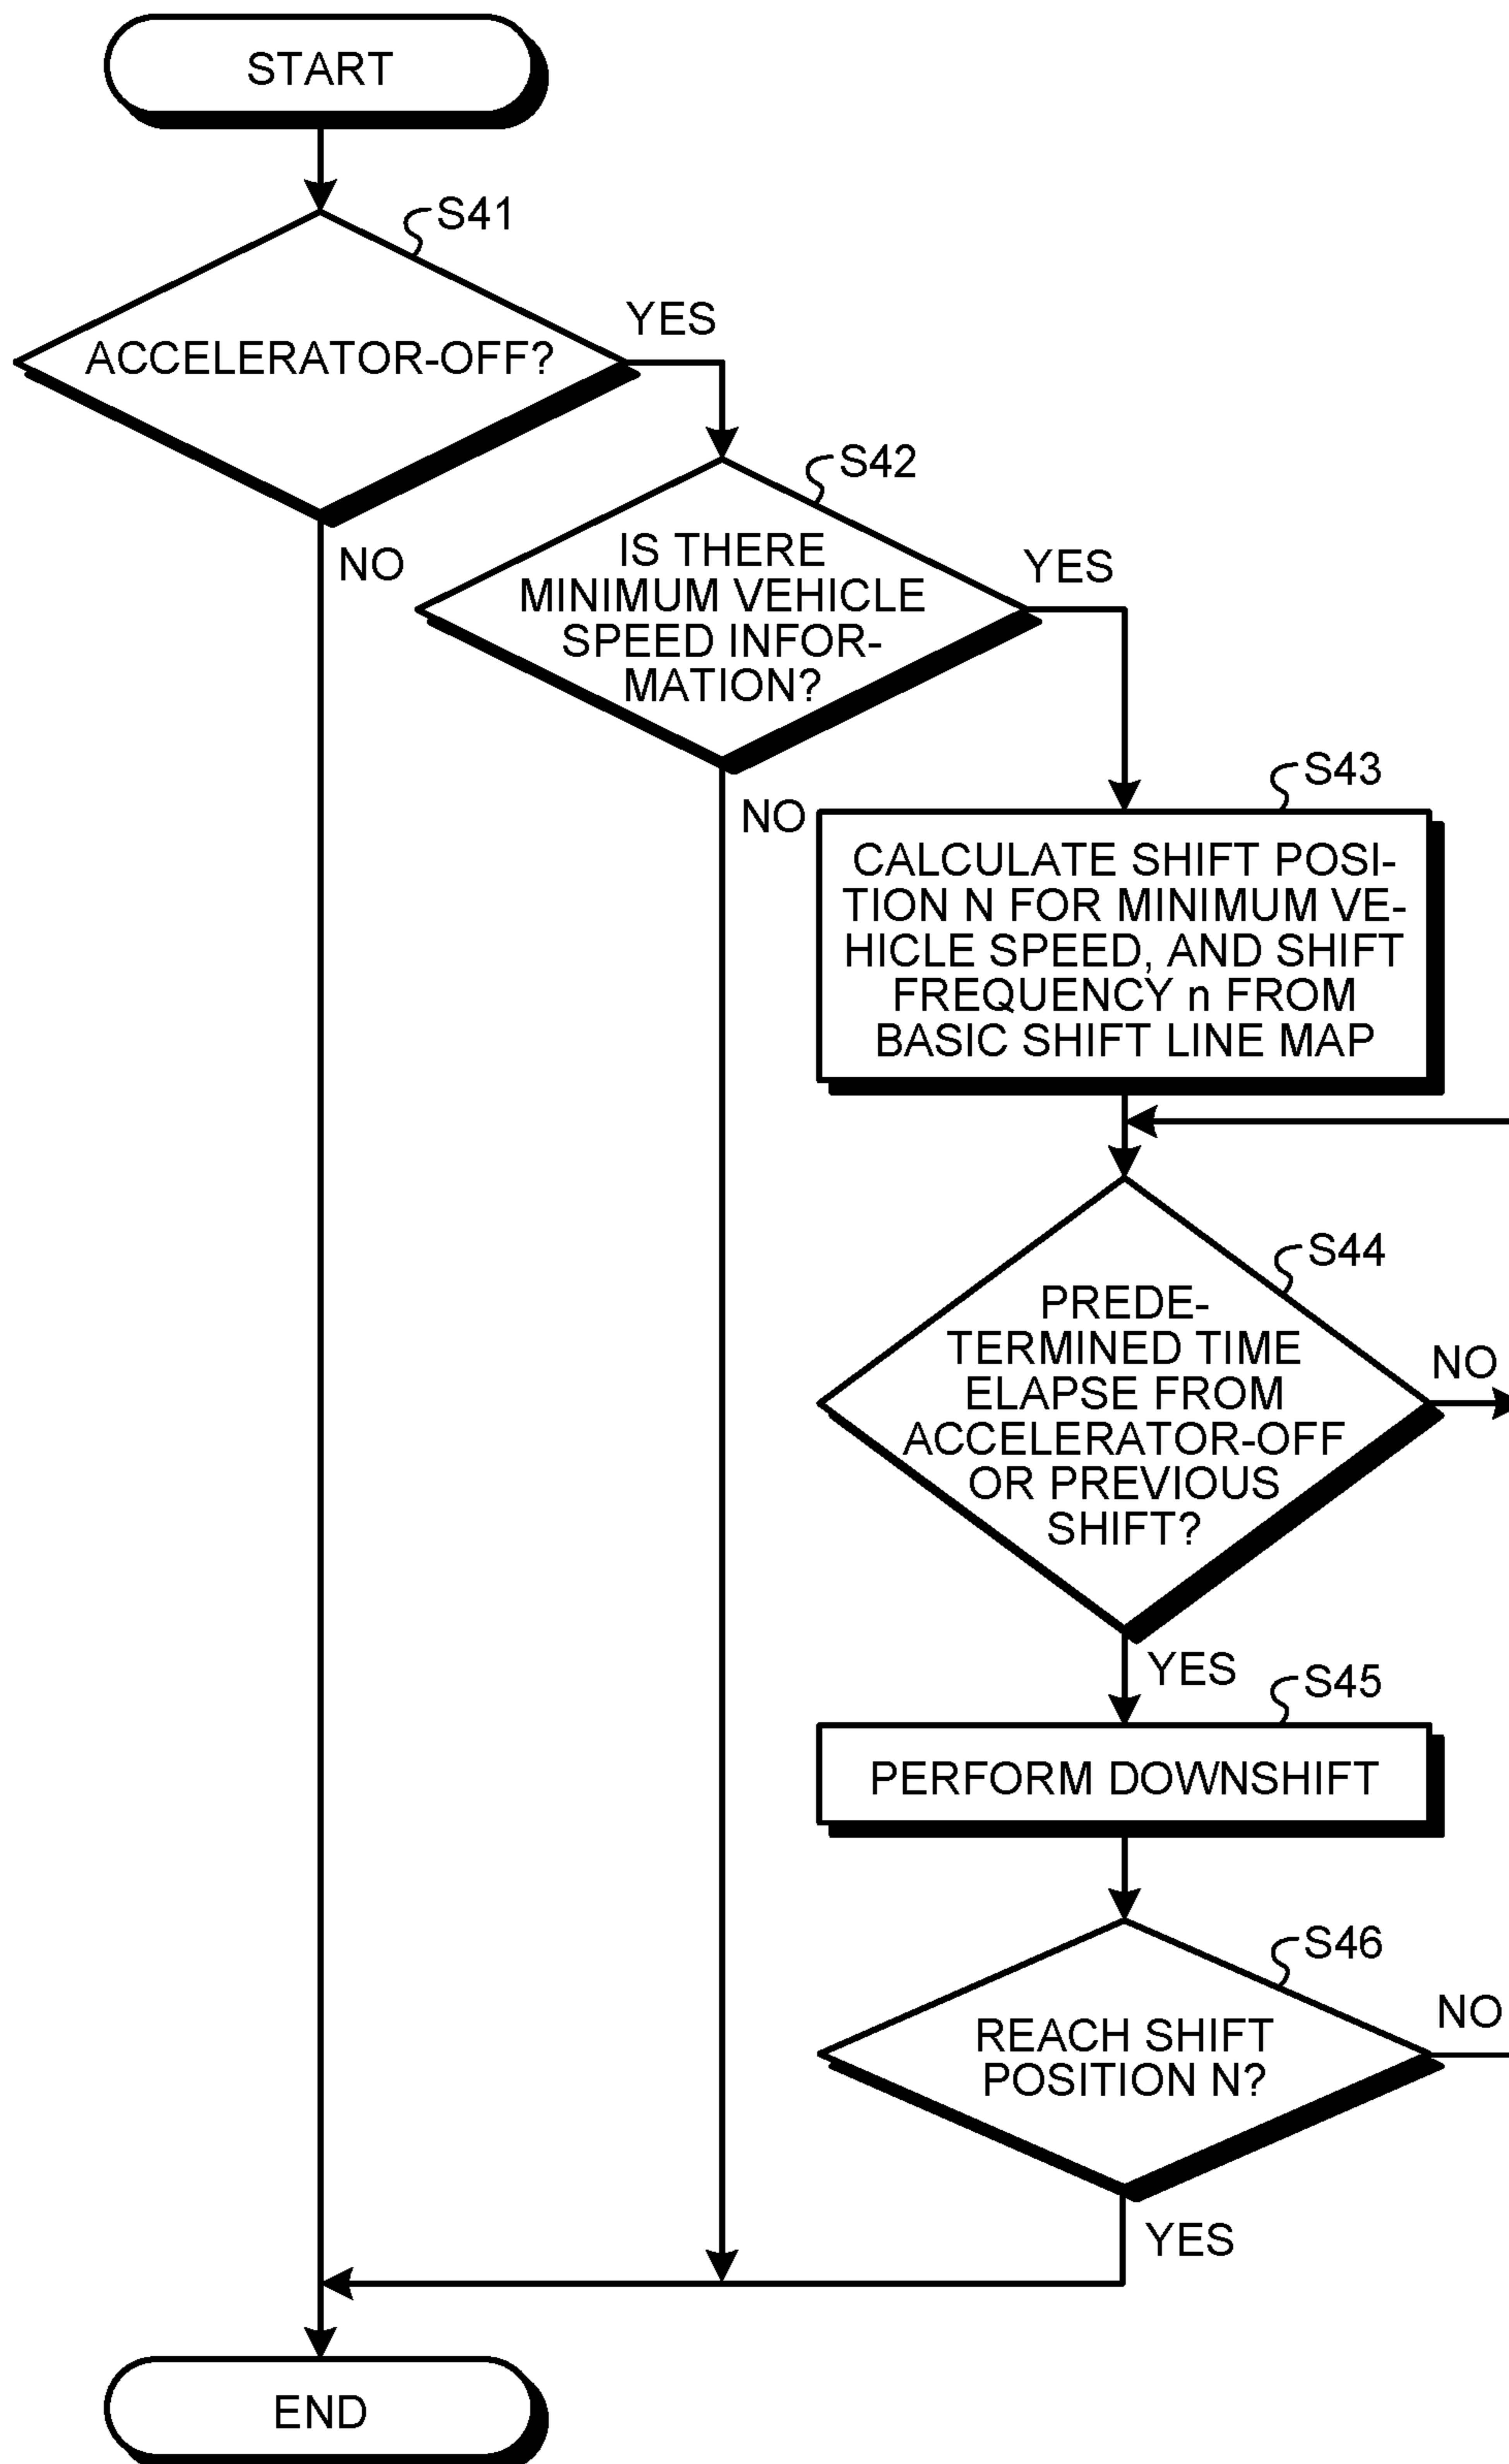 START
S41
ACCELERATOR-OFF?
YES
NO
S42
IS THERE
MINIMUM VEHICLE
SPEED INFOR-
MATION?
YES
NO
S43
CALCULATE SHIFT POSI-
TION N FOR MINIMUM VE-
HICLE SPEED, AND SHIFT
FREQUENCY n FROM
BASIC SHIFT LINE MAP
S44
PREDE-
TERMINED TIME
ELAPSE FROM
ACCELERATOR-OFF
OR PREVIOUS
SHIFT?
NO
YES
S45
PERFORM DOWNSHIFT
S46
REACH SHIFT
POSITION N?
NO
YES
END